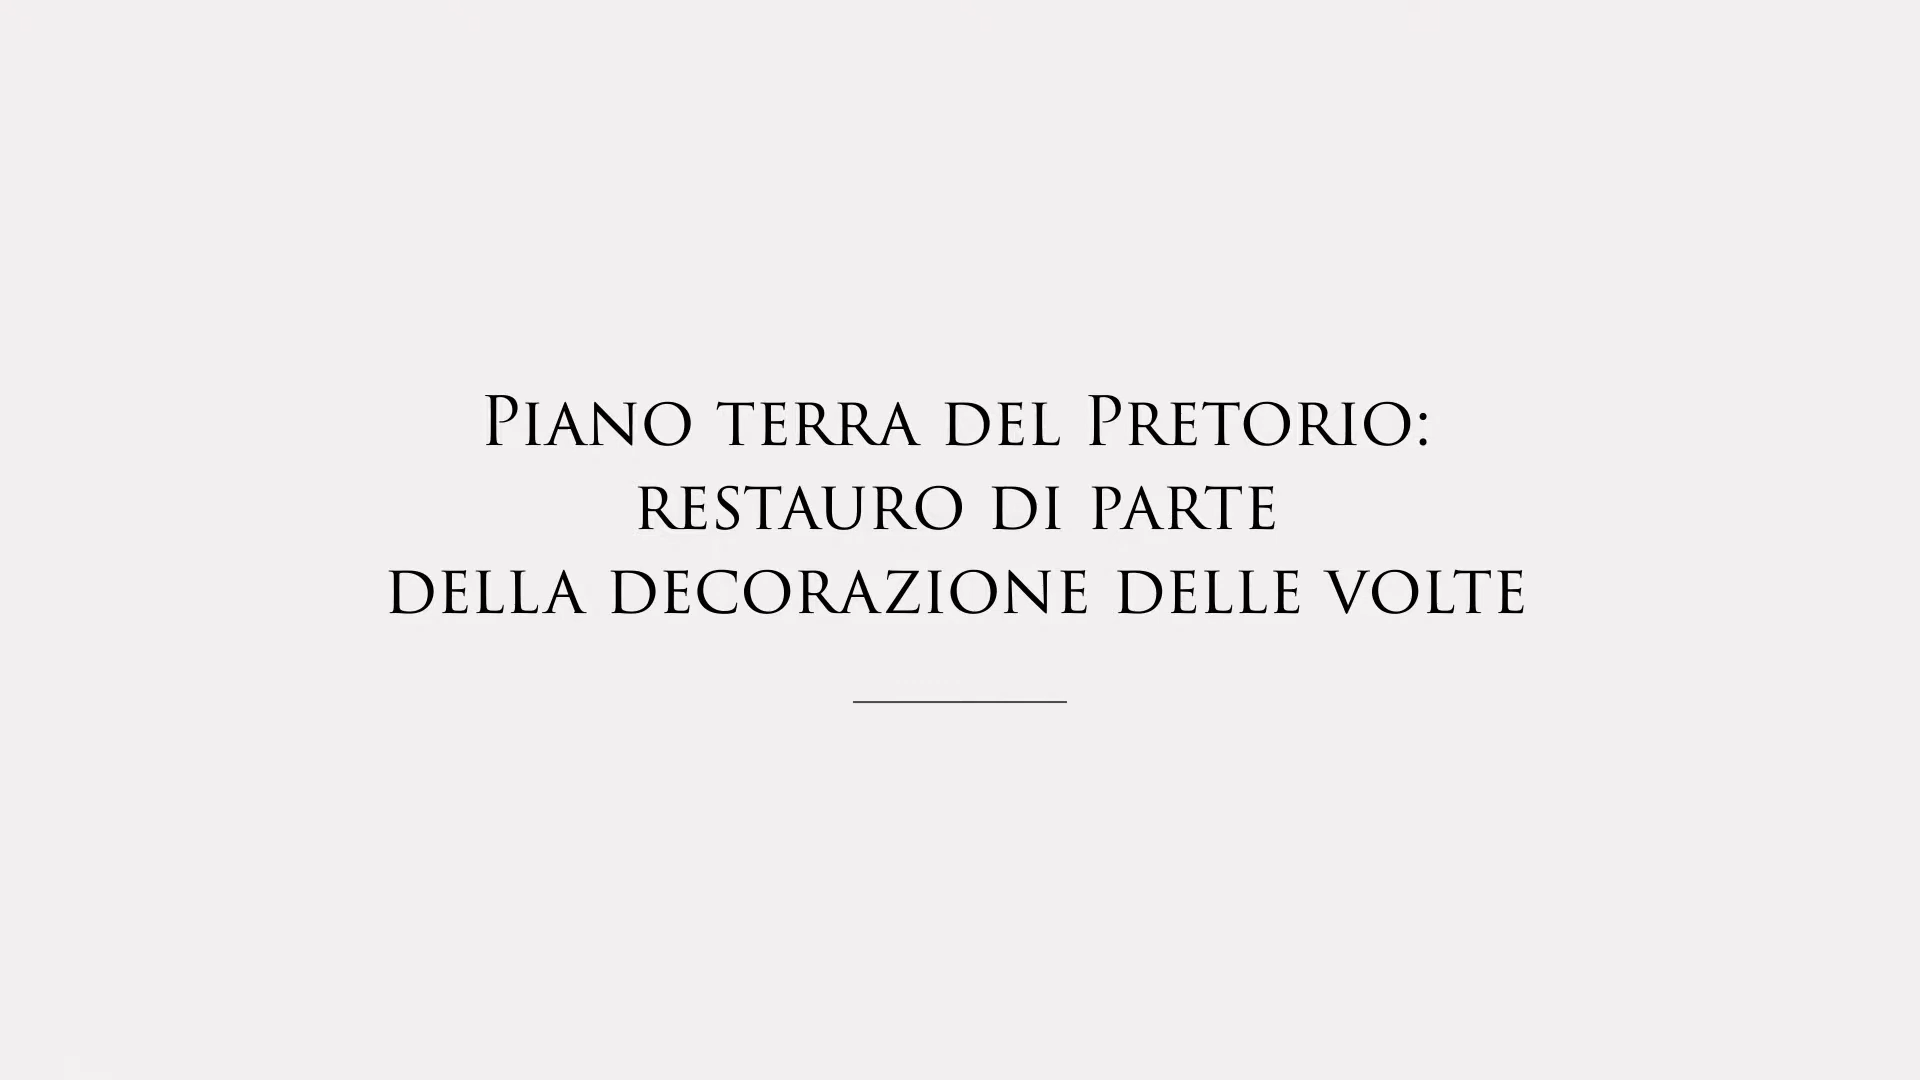 Piano terra del Pretorio:
restauro di parte
della decorazione delle volte